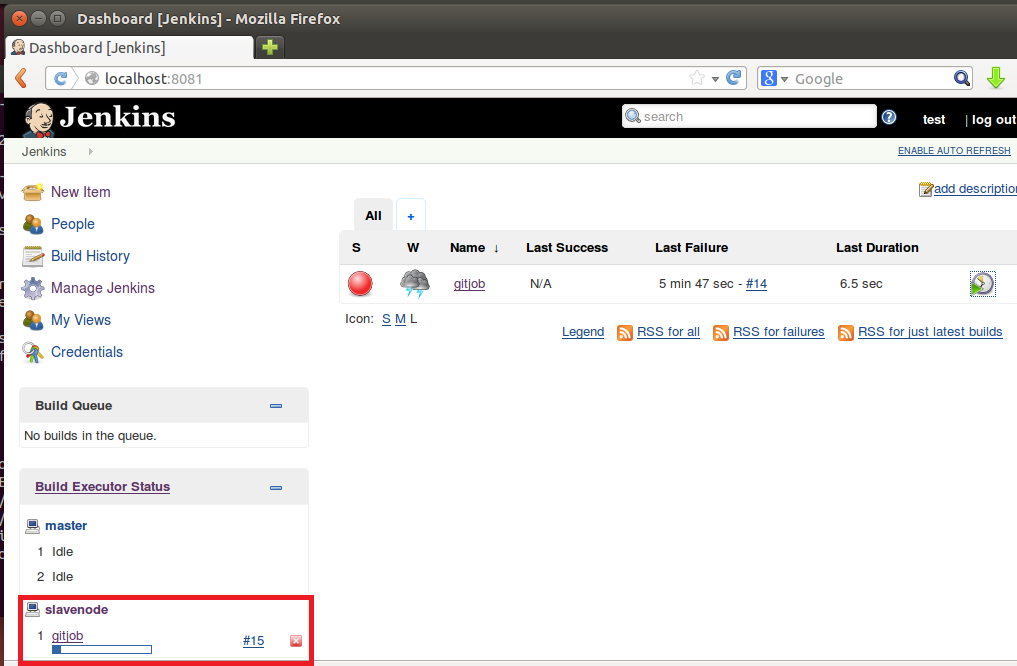 Dashboard [Jenkins] - Mozilla Firefox
Dashboard [Jenkins]
localhost:8081
8 Google
Jenkins
search
? test | log out
Jenkins
ENABLE AUTO REFRESH
New Item
People
Build History
Manage Jenkins
My Views
Credentials
add description
All +
S W Name ↓ Last Success Last Failure Last Duration
gitjob N/A 5 min 47 sec - #14 6.5 sec
Icon: S M L
Legend RSS for all RSS for failures RSS for just latest builds
Build Queue
No builds in the queue.
Build Executor Status
master
1 Idle
2 Idle
slavenode
1 gitjob #15